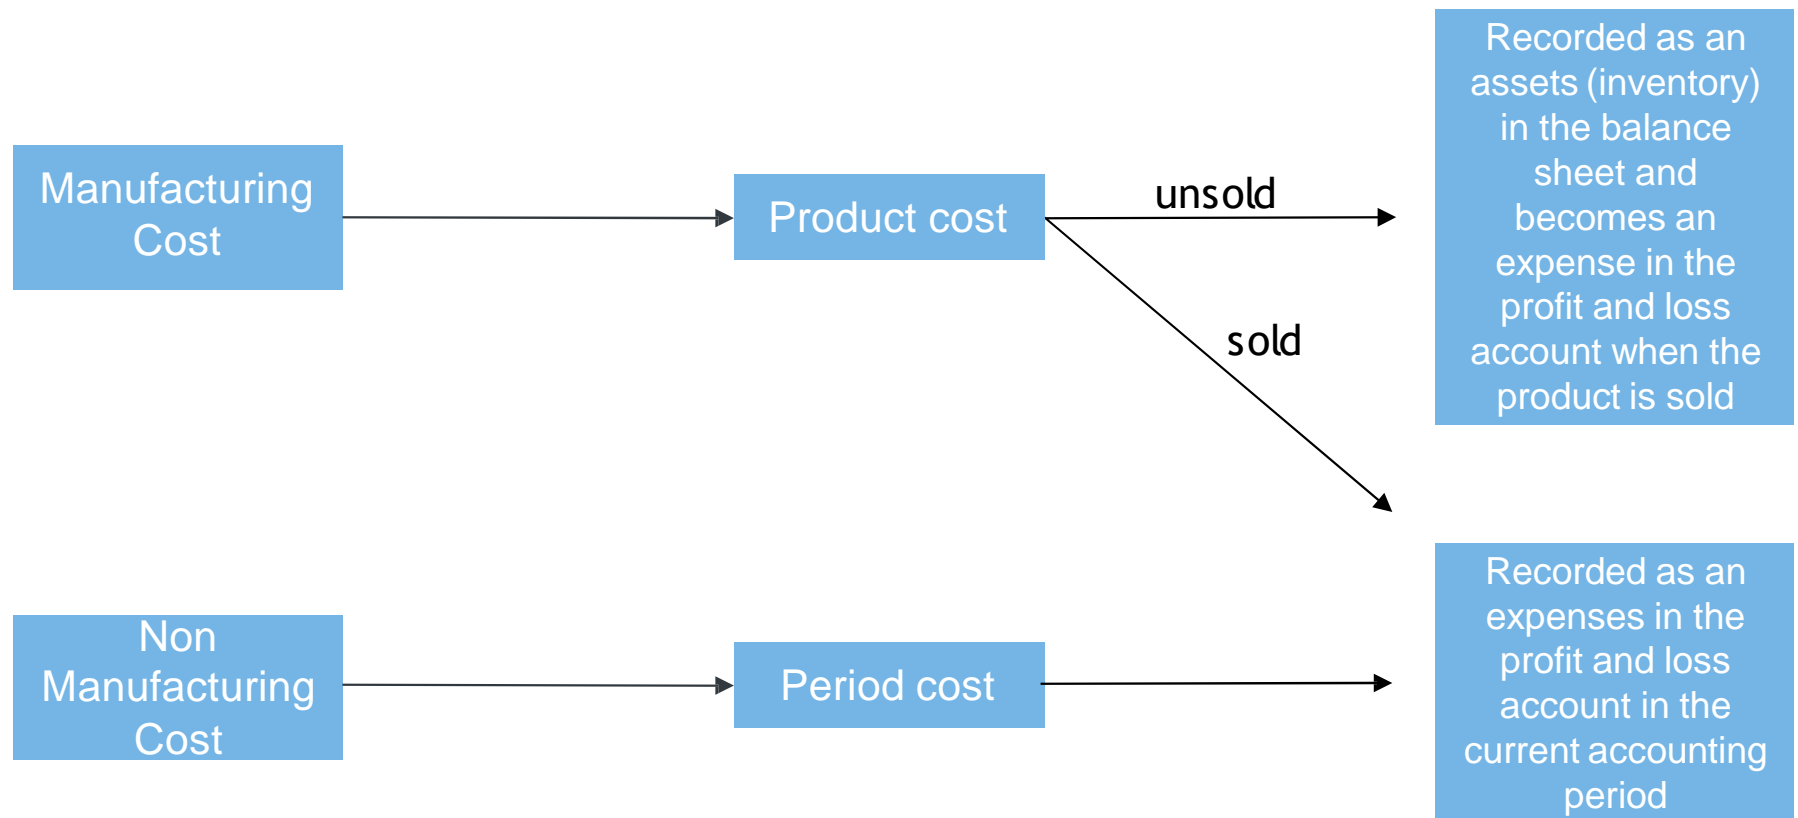 Manufacturing
Cost
Product cost
unsold
sold
Recorded as an
assets (inventory)
in the balance
sheet and
becomes an
expense in the
profit and loss
account when the
product is sold
Non
Manufacturing
Cost
Period cost
Recorded as an
expenses in the
profit and loss
account in the
current accounting
period